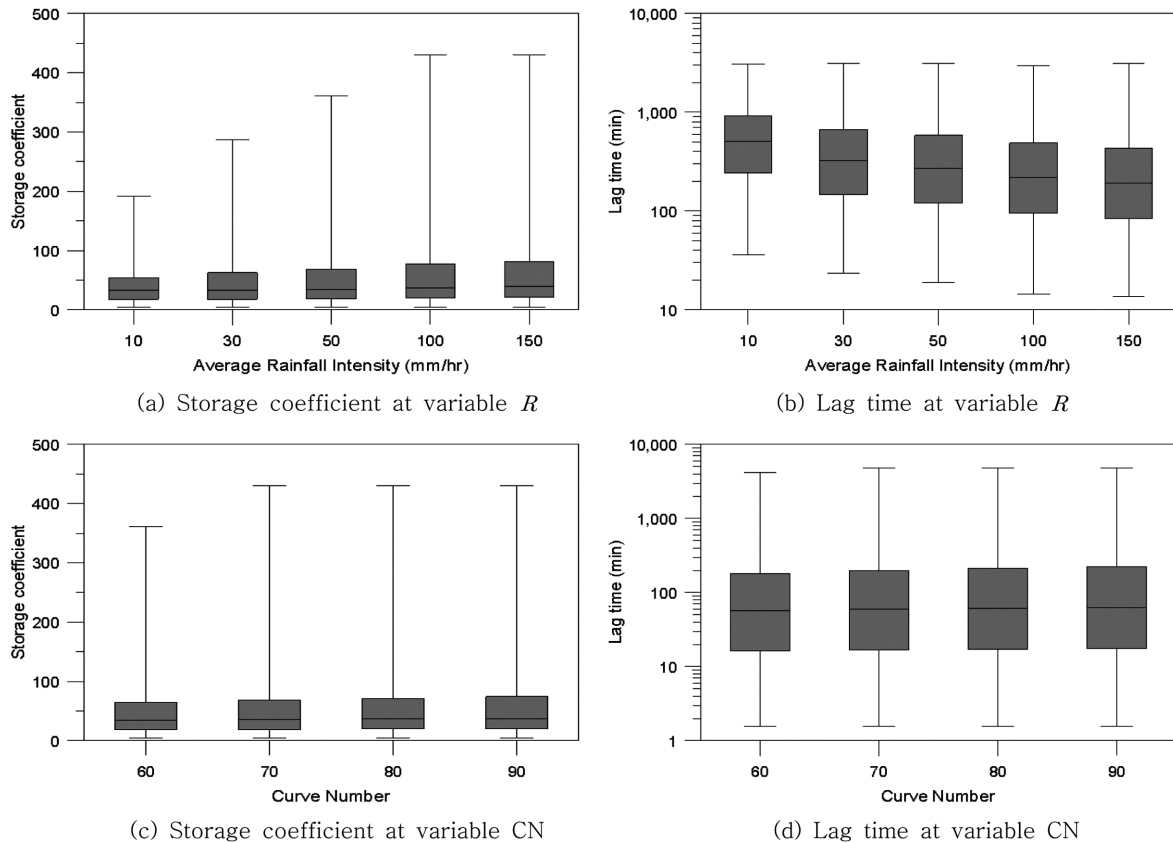 500
400
300
200
100
0
Storage coefficient
10 30 50 100 150
Average Rainfall Intensity (mm/hr)
(a) Storage coefficient at variable R
10,000
1,000
100
10
Lag time (min)
10 30 50 100 150
Average Rainfall Intensity (mm/hr)
(b) Lag time at variable R
500
400
300
200
100
0
Storage coefficient
60 70 80 90
Curve Number
(c) Storage coefficient at variable CN
10,000
1,000
100
10
1
Lag time (min)
60 70 80 90
Curve Number
(d) Lag time at variable CN